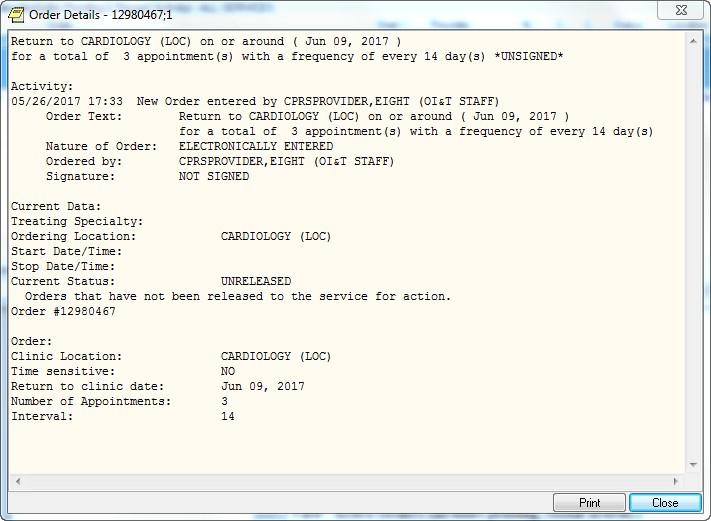 Order Details - 12980467;1
Return to CARDIOLOGY (LOC) on or around ( Jun 09, 2017 )
for a total of  3 appointment(s) with a frequency of every 14 day(s) *UNSIGNED*
Activity:
05/26/2017 17:33  New Order entered by CPRSPROVIDER,EIGHT (OI&T STAFF)
Order Text:        Return to CARDIOLOGY (LOC) on or around ( Jun 09, 2017 )
for a total of  3 appointment(s) with a frequency of every 14 day(s)
Nature of Order:   ELECTRONICALLY ENTERED
Ordered by:        CPRSPROVIDER,EIGHT (OI&T STAFF)
Signature:         NOT SIGNED
Current Data:
Treating Specialty:
Ordering Location:             CARDIOLOGY (LOC)
Start Date/Time:
Stop Date/Time:
Current Status:                UNRELEASED
Orders that have not been released to the service for action.
Order #12980467
Order:
Clinic Location:               CARDIOLOGY (LOC)
Time sensitive:                NO
Return to clinic date:         Jun 09, 2017
Number of Appointments:        3
Interval:                      14
Print Close